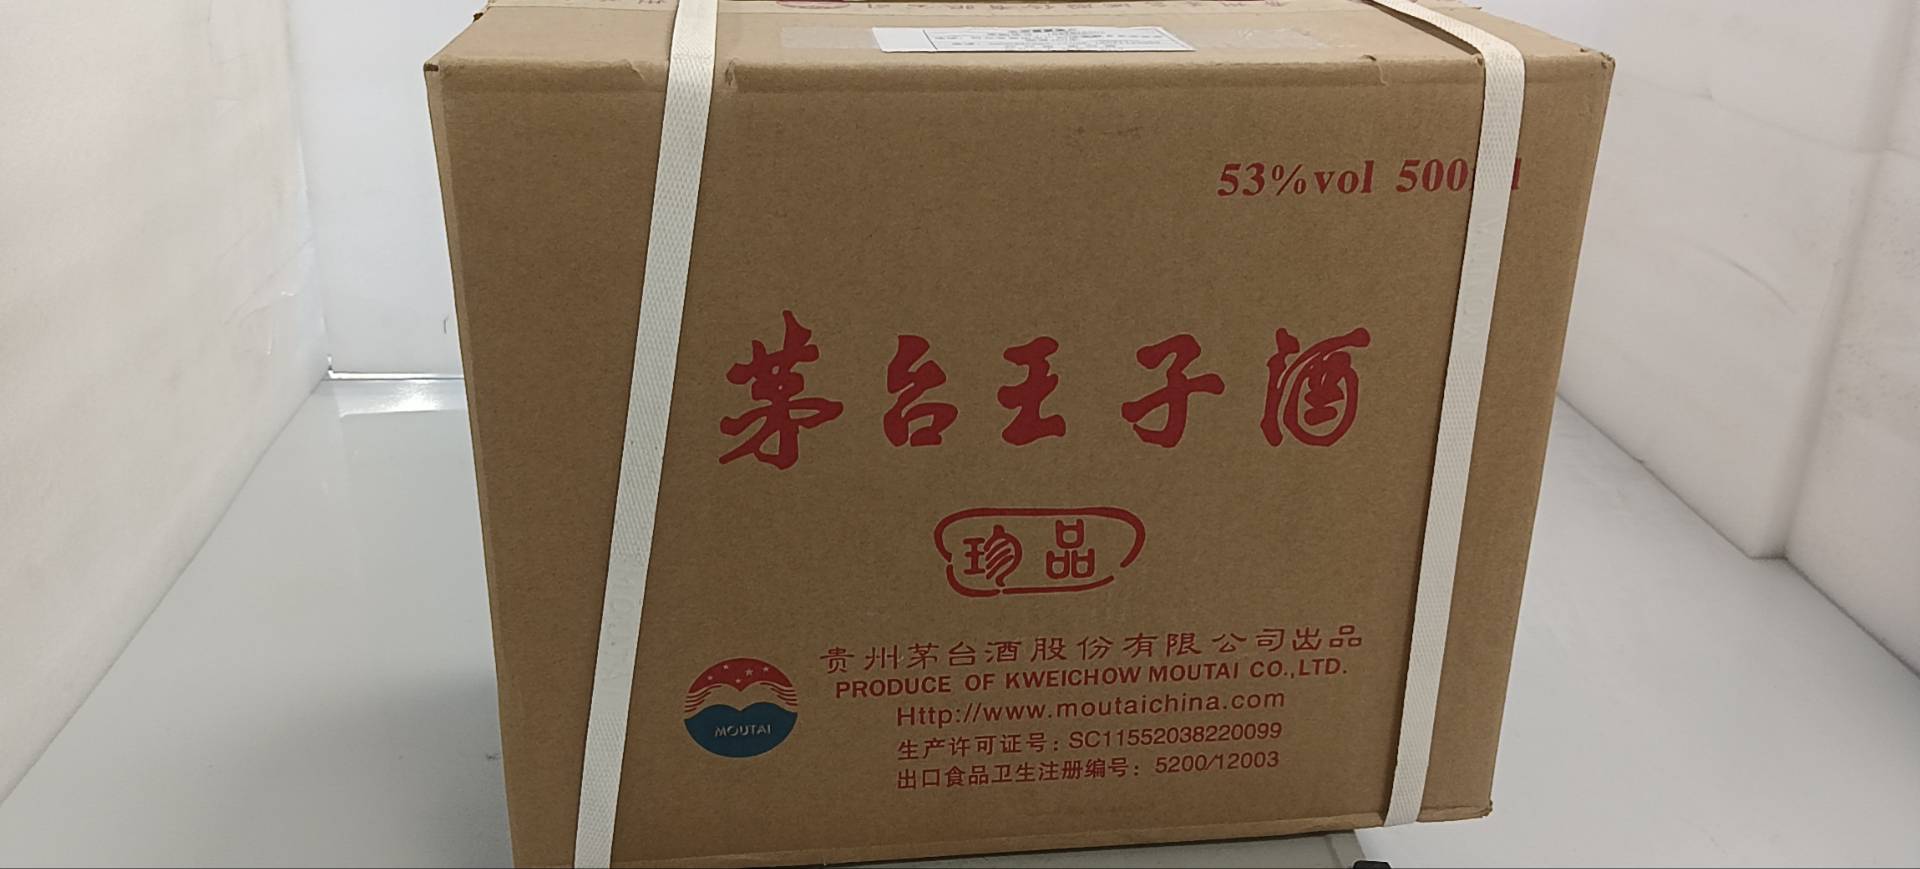 53%vol 500ml
茅台王子酒
珍品
贵州茅台酒股份有限公司出品
PRODUCE OF KWEICHOW MOUTAI CO.,LTD.
Http://www.moutaichina.com
MOUTAI
生产许可证号：SC11552038220099
出口食品卫生注册编号：5200/12003